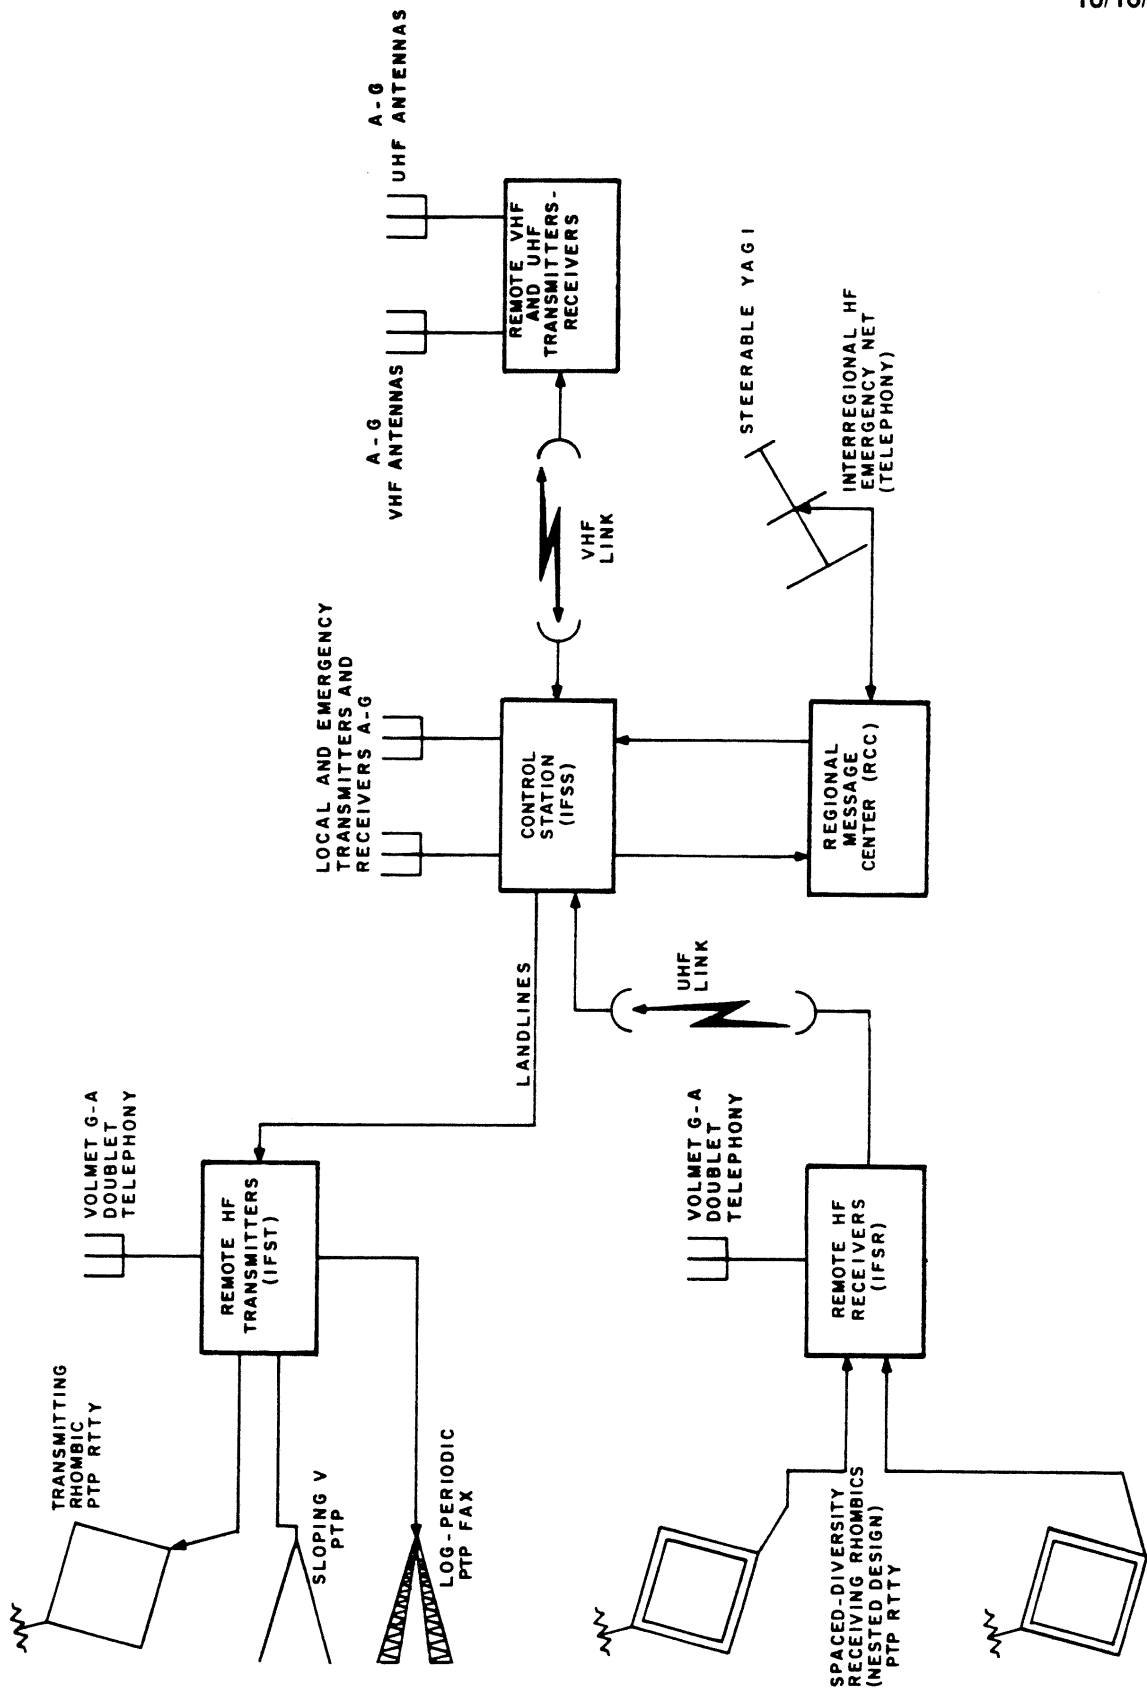 TRANSMITTING
RHOMBIC
PTP RTTY
VOLMET G-A
DOUBLET
TELEPHONY
REMOTE HF
TRANSMITTERS
(IFST)
SLOPING V
PTP
LOG-PERIODIC
PTP FAX
LANDLINES
LOCAL AND EMERGENCY
TRANSMITTERS AND
RECEIVERS A-G
CONTROL
STATION
(IFSS)
A-G
VHF ANTENNAS
A-G
UHF ANTENNAS
VHF
LINK
REMOTE VHF
AND UHF
TRANSMITTERS-
RECEIVERS
SPACED-DIVERSITY
RECEIVING RHOMBICS
(NESTED DESIGN)
PTP RTTY
VOLMET G-A
DOUBLET
TELEPHONY
REMOTE HF
RECEIVERS
(IFSR)
UHF
LINK
REGIONAL
MESSAGE
CENTER (RCC)
STEERABLE YAGI
INTERREGIONAL HF
EMERGENCY NET
(TELEPHONY)